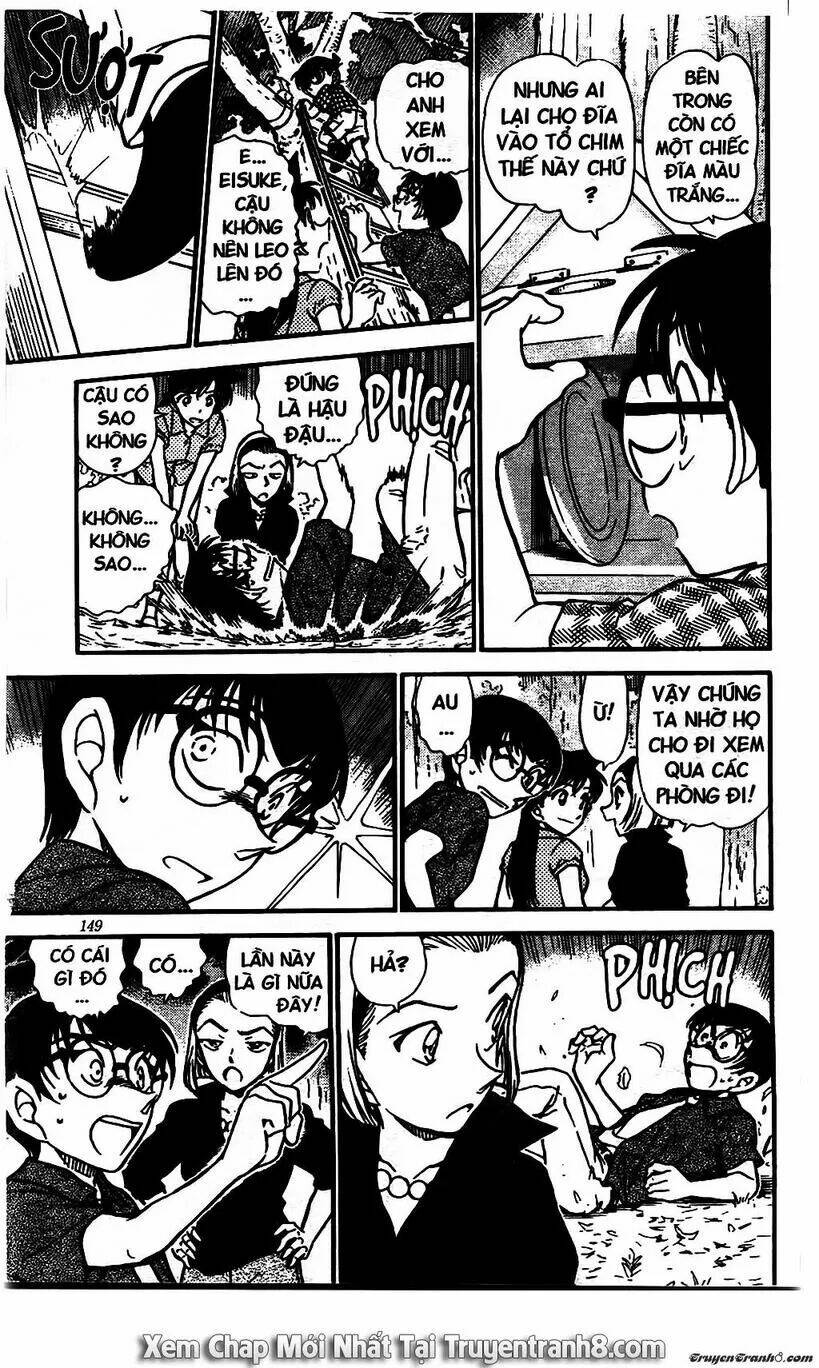 BÊN
TRONG
CÒN CÓ
MỘT CHIẾC
ĐĨA MÀU
TRẮNG...
NHƯNG AI
LẠI CHO ĐĨA
VÀO TỔ CHIM
THẾ NÀY CHỨ
?
CHO
ANH
XEM
VỚI...
E...
EISUKE,
CẬU
KHÔNG
NÊN LEO
LÊN ĐÓ
...
SƯỢT
PHỊCH
ĐÚNG
LÀ HẬU
ĐẬU...
CẬU CÓ
SAO
KHÔNG
?
KHÔNG...
KHÔNG
SAO...
VẬY CHÚNG
TA NHỜ HỌ
CHO ĐI XEM
QUA CÁC
PHÒNG ĐI!
Ừ!
AU
...
149
PHỊCH
HẢ?
LẦN NÀY
LÀ GÌ NỮA
ĐÂY!
CÓ...
CÓ CÁI
GÌ ĐÓ
...
Xem Chap Mới Nhất Tại Truyentranh8.com
TruyenTranh8.com